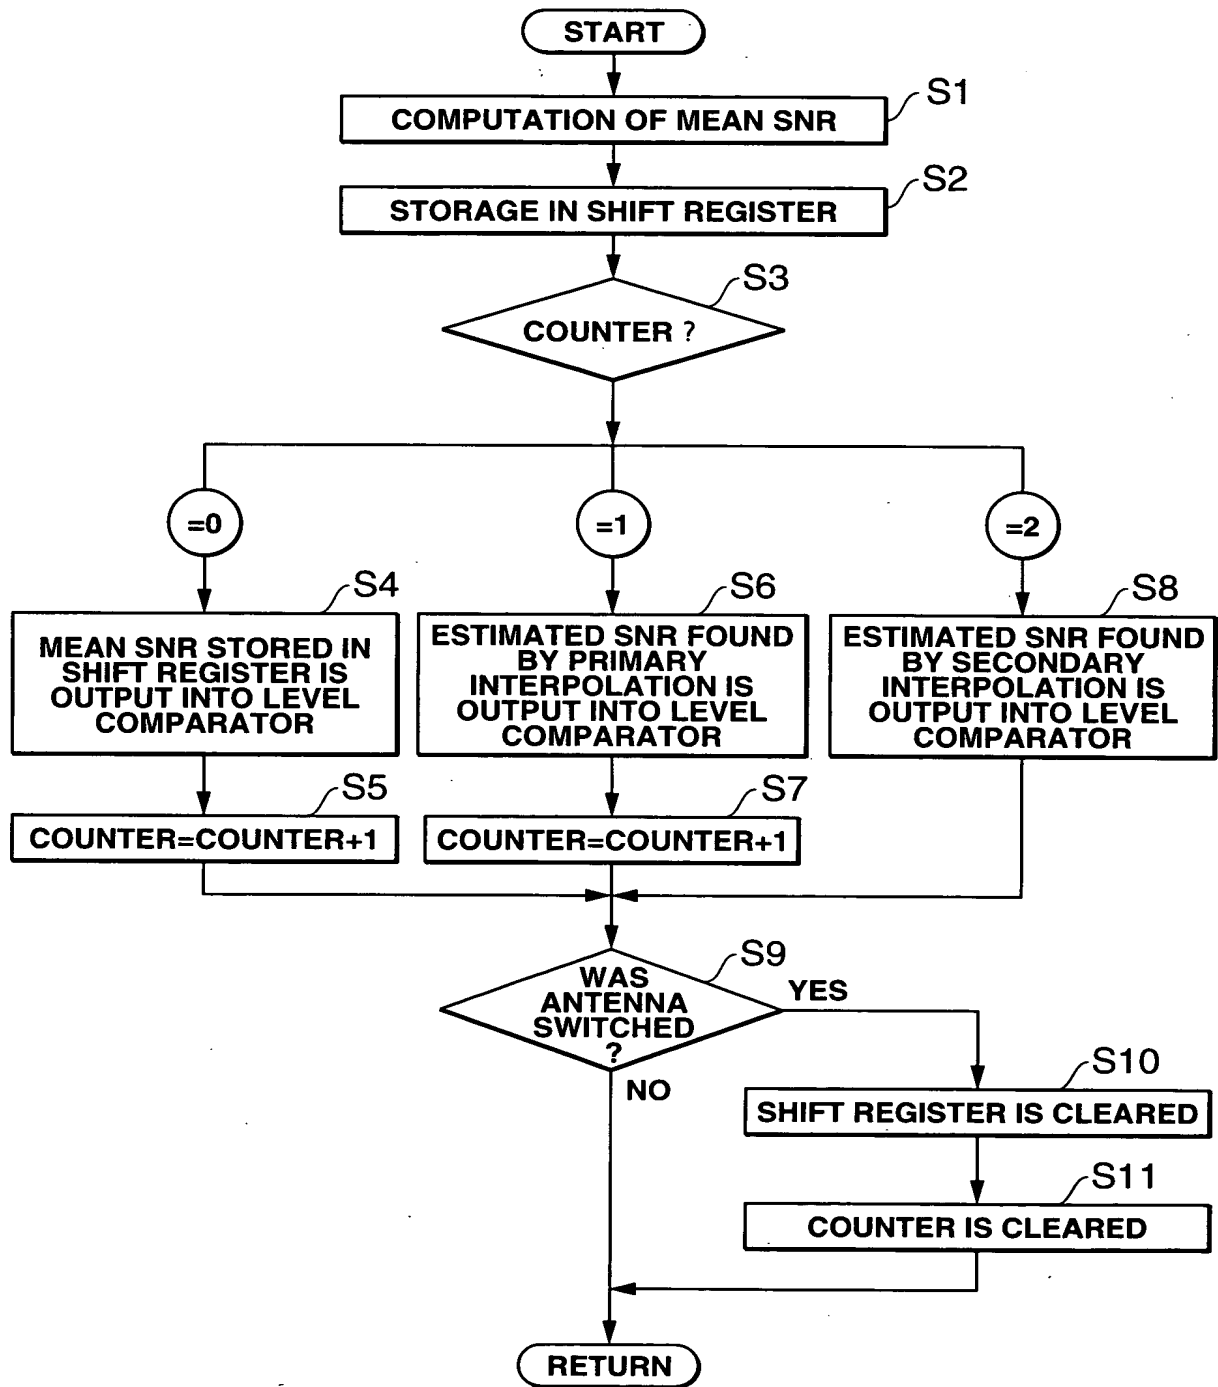 START
S1
COMPUTATION OF MEAN SNR
S2
STORAGE IN SHIFT REGISTER
S3
COUNTER ?
=0
=1
=2
S4
MEAN SNR STORED IN
SHIFT REGISTER IS
OUTPUT INTO LEVEL
COMPARATOR
S6
ESTIMATED SNR FOUND
BY PRIMARY
INTERPOLATION IS
OUTPUT INTO LEVEL
COMPARATOR
S8
ESTIMATED SNR FOUND
BY SECONDARY
INTERPOLATION IS
OUTPUT INTO LEVEL
COMPARATOR
S5
COUNTER=COUNTER+1
S7
COUNTER=COUNTER+1
S9
WAS
ANTENNA
SWITCHED
?
YES
NO
S10
SHIFT REGISTER IS CLEARED
S11
COUNTER IS CLEARED
RETURN